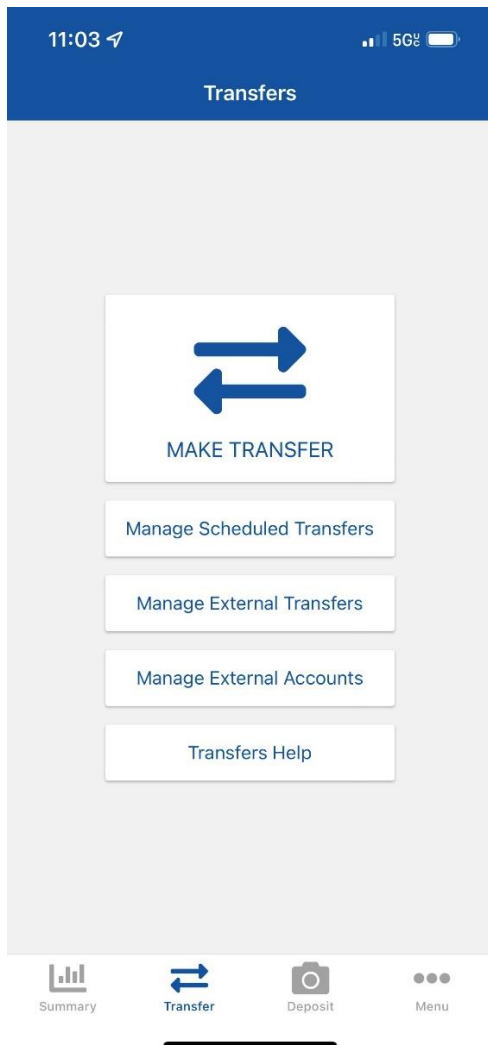 11:03
5G UC
Transfers
MAKE TRANSFER
Manage Scheduled Transfers
Manage External Transfers
Manage External Accounts
Transfers Help
Summary Transfer Deposit Menu